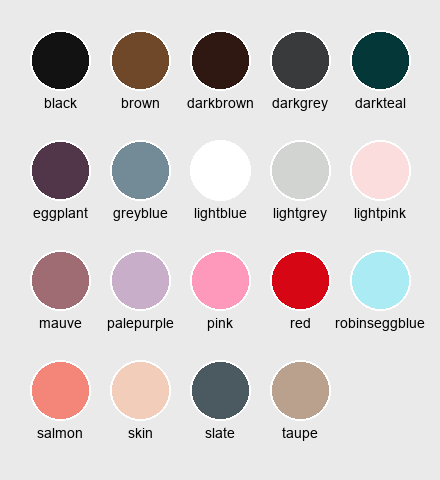 black brown darkbrown darkgrey darkteal
eggplant greyblue lightblue lightgrey lightpink
mauve palepurple pink red robinseggblue
salmon skin slate taupe